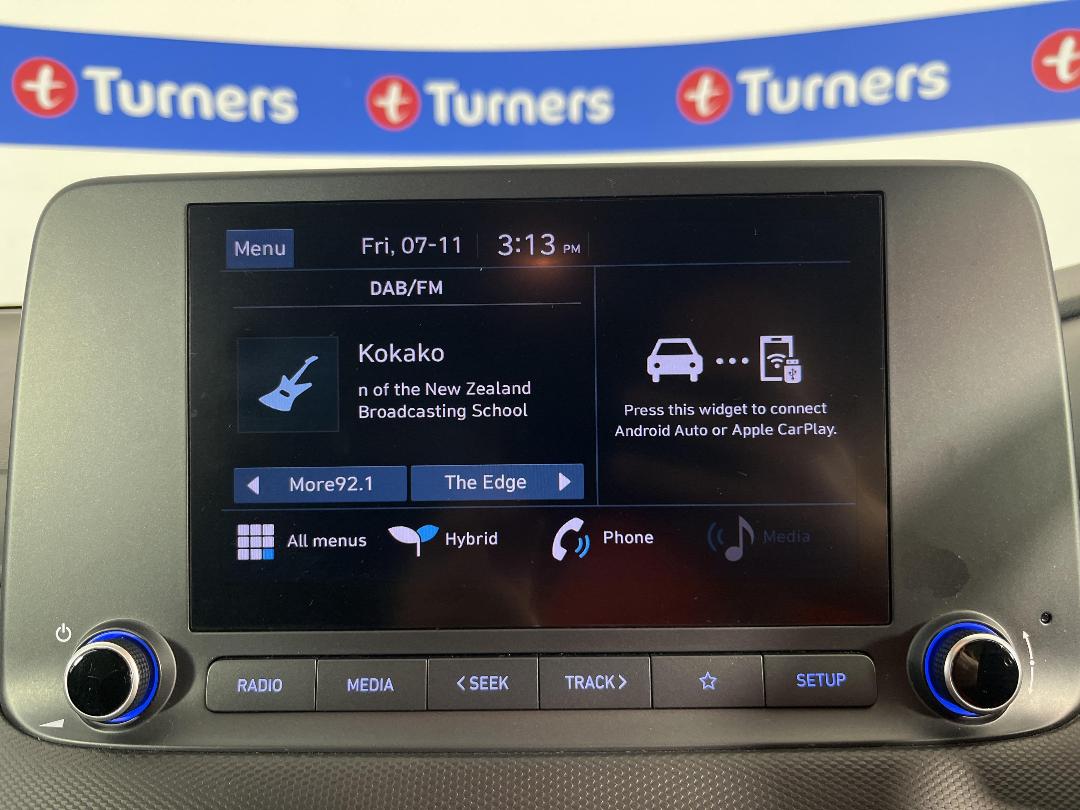 t Turners t Turners t Turners t
Menu Fri, 07-11 3:13 PM
DAB/FM
Kokako
n of the New Zealand
Broadcasting School
Press this widget to connect
Android Auto or Apple CarPlay.
More92.1 The Edge
All menus Hybrid Phone Media
RADIO MEDIA <SEEK TRACK> SETUP